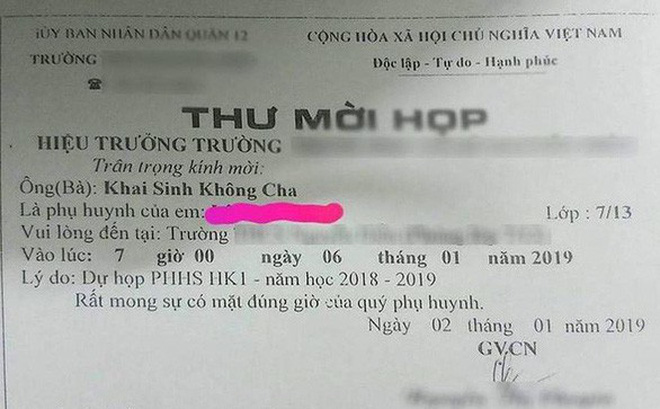 ỦY BAN NHÂN DÂN QUẬN 12
CỘNG HÒA XÃ HỘI CHỦ NGHĨA VIỆT NAM
TRƯỜNG
Độc lập - Tự do - Hạnh phúc
☎
THƯ MỜI HỌP
HIỆU TRƯỞNG TRƯỜNG
Trân trọng kính mời:
Ông(Bà): Khai Sinh Không Cha
Là phụ huynh của em: Lớp : 7/13
Vui lòng đến tại: Trường
Vào lúc: 7 giờ 00 ngày 06 tháng 01 năm 2019
Lý do: Dự họp PHHS HK1 - năm học 2018 - 2019
Rất mong sự có mặt đúng giờ của quý phụ huynh.
Ngày 02 tháng 01 năm 2019
GVCN